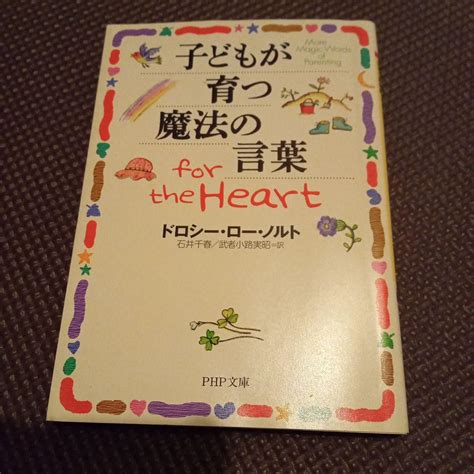 子どもが
More
Magic Words
of
Parenting
育つ
魔法の
言葉
for
the Heart
ドロシー・ロー・ノルト
石井千春/武者小路実昭=訳
PHP文庫